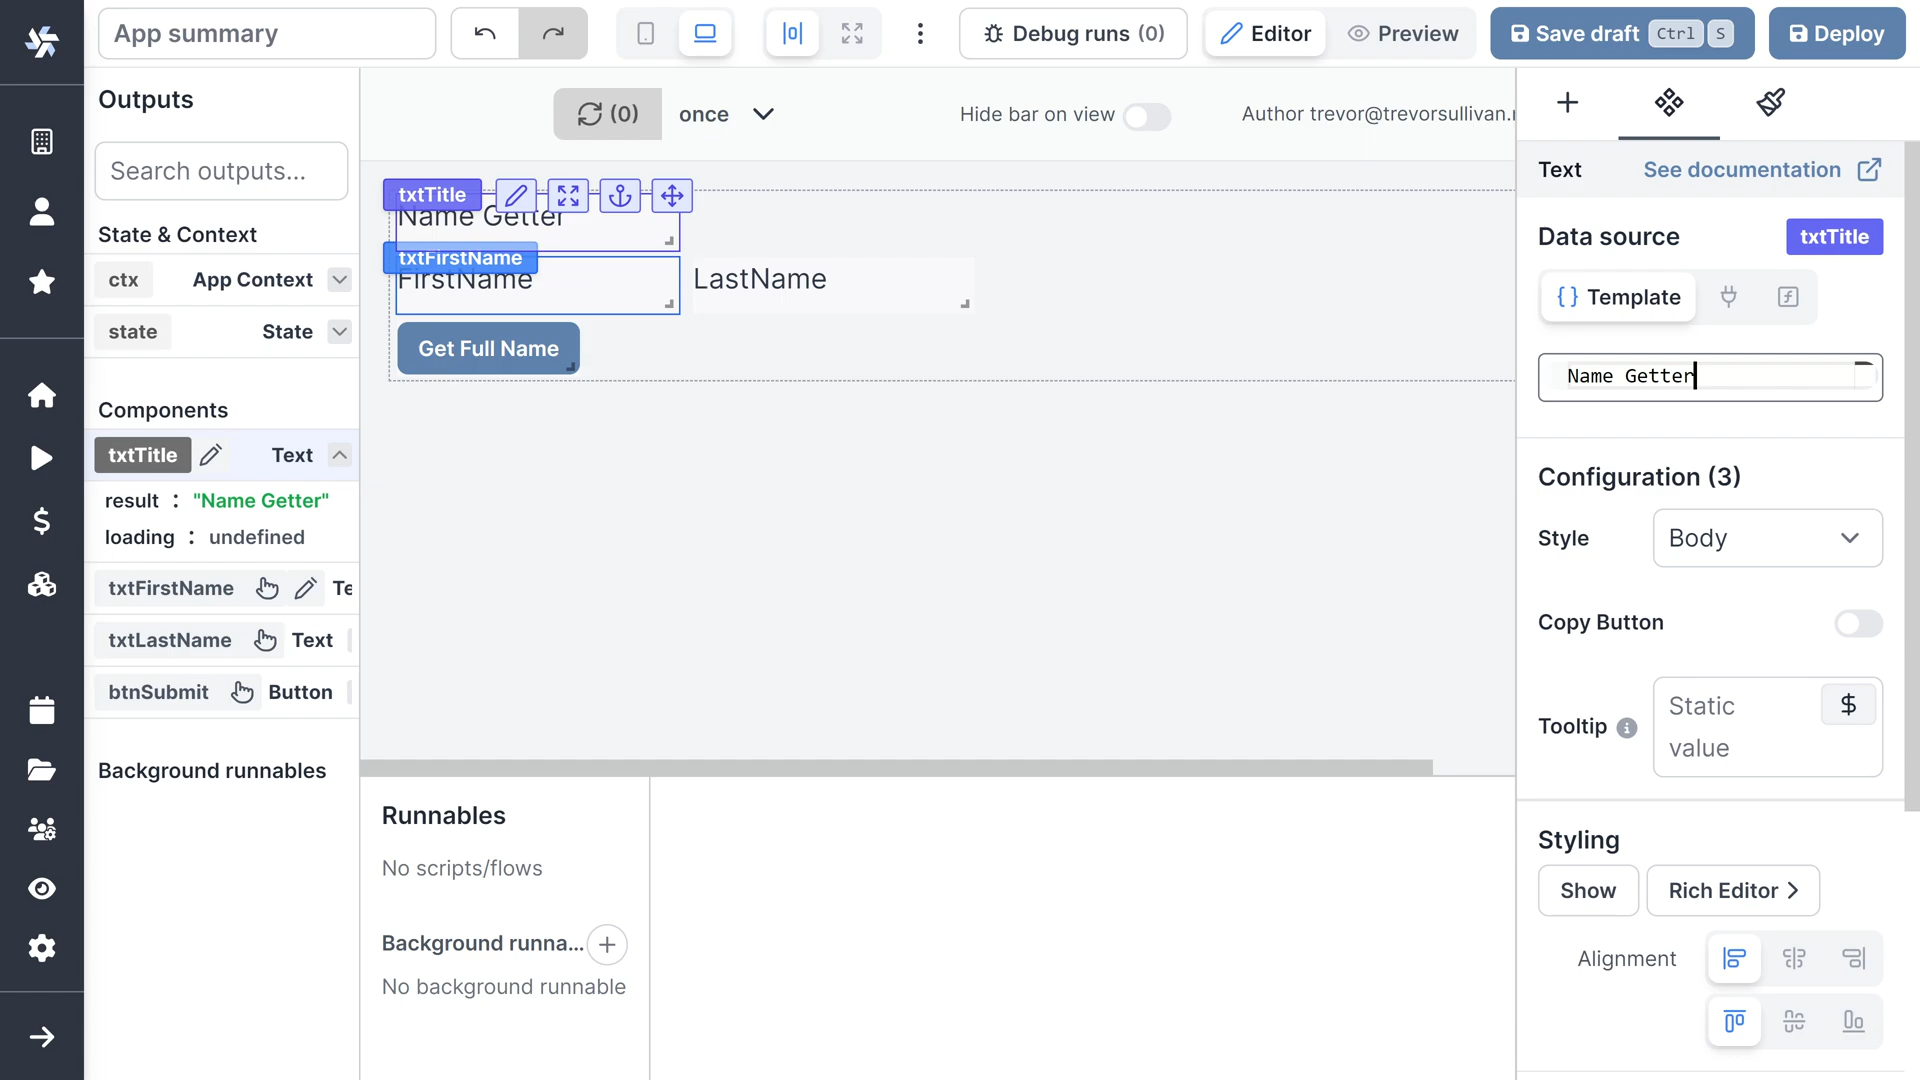 App summary
Debug runs (0)
Editor
Preview
Save draft Ctrl S
Deploy
Outputs
Search outputs...
State & Context
ctx App Context
state State
Components
txtTitle Text
result : "Name Getter"
loading : undefined
txtFirstName Te
txtLastName Text
btnSubmit Button
Background runnables
(0)
once
Hide bar on view
Author trevor@trevorsullivan.
txtTitle
Name Getter
txtFirstName
FirstName
LastName
Get Full Name
Runnables
No scripts/flows
Background runna...
No background runnable
Text
See documentation
Data source
txtTitle
{ } Template
Name Getter
Configuration (3)
Style Body
Copy Button
Tooltip
Static
value
$
Styling
Show
Rich Editor
Alignment